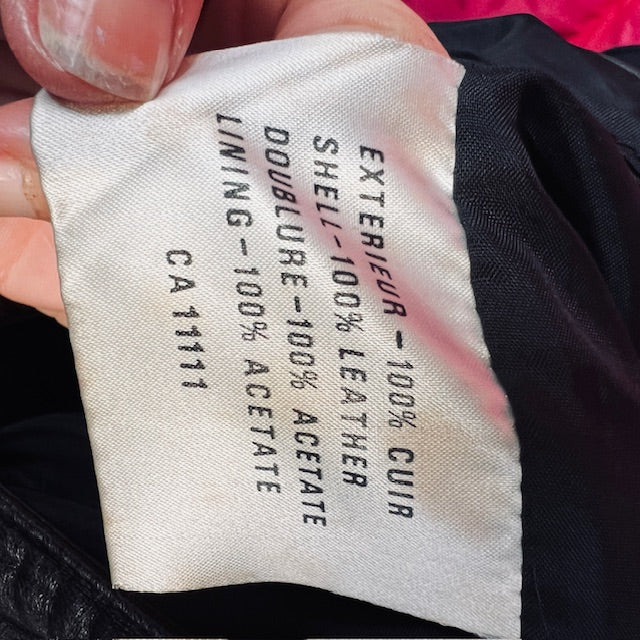 EXTERIEUR - 100% CUIR
SHELL - 100% LEATHER
DOUBLURE - 100% ACETATE
LINING - 100% ACETATE
CA 11111